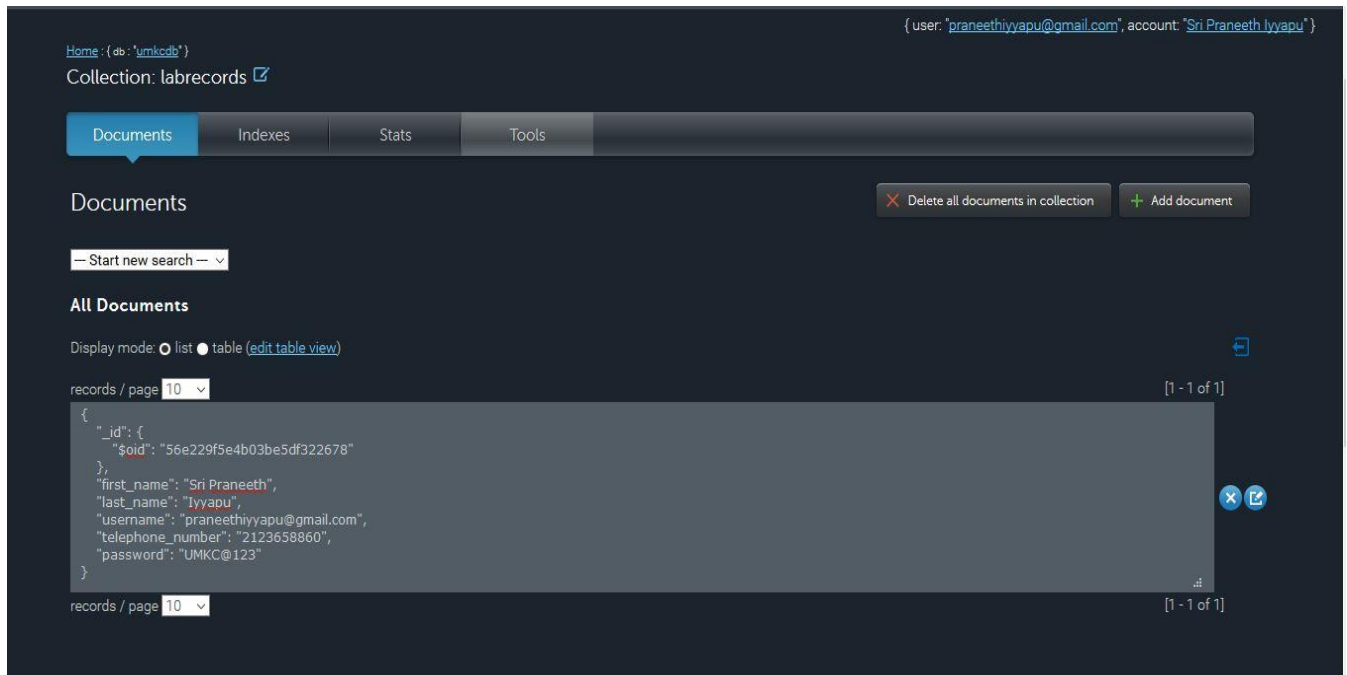 { user: "praneethiyyapu@gmail.com", account: "Sri Praneeth Iyyapu" }
Home : { db : "umkcdb" }
Collection: labrecords
Documents Indexes Stats Tools
Documents
Delete all documents in collection
Add document
— Start new search —
All Documents
Display mode: list table (edit table view)
records / page 10 [1 - 1 of 1]
{
"_id": {
"$oid": "56e229f5e4b03be5df322678"
},
"first_name": "Sri Praneeth",
"last_name": "Iyyapu",
"username": "praneethiyyapu@gmail.com",
"telephone_number": "2123658860",
"password": "UMKC@123"
}
records / page 10 [1 - 1 of 1]